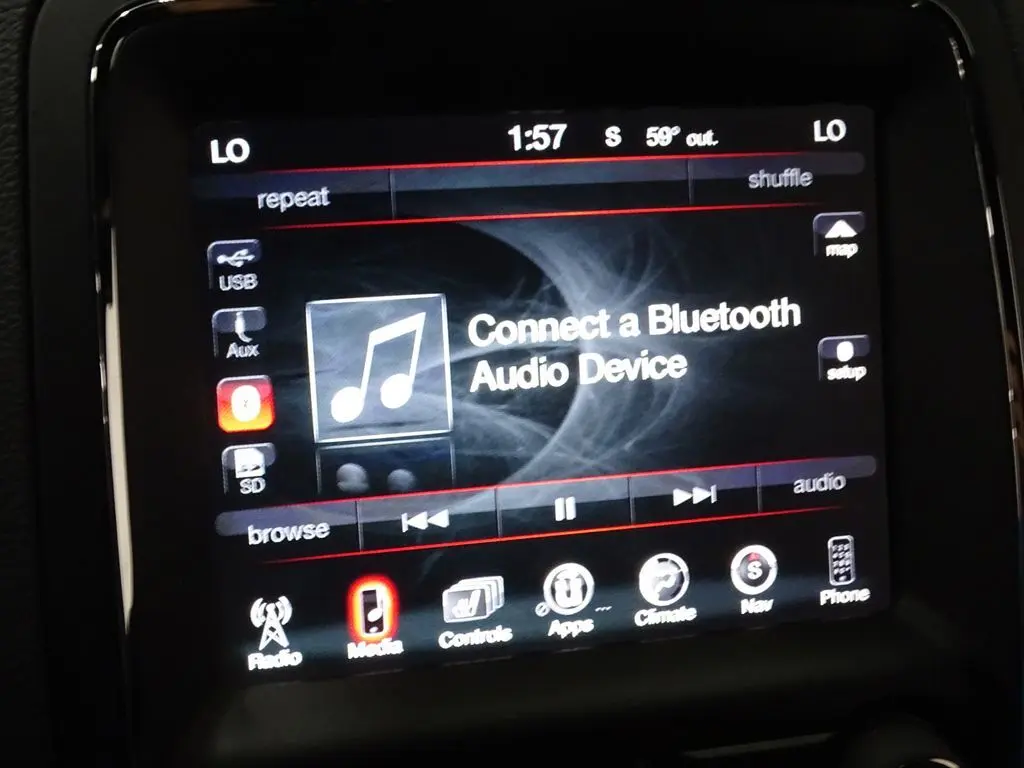 LO 1:57 S 59° out. LO
repeat shuffle
USB
map
Aux
Connect a Bluetooth
Audio Device
setup
SD
browse audio
Radio Media Controls Apps ... Climate S Nav Phone